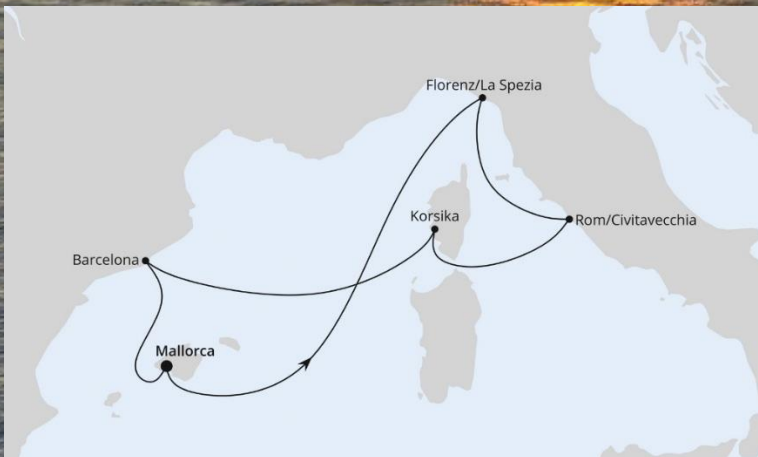 Florenz/La Spezia
Korsika
Rom/Civitavecchia
Barcelona
Mallorca